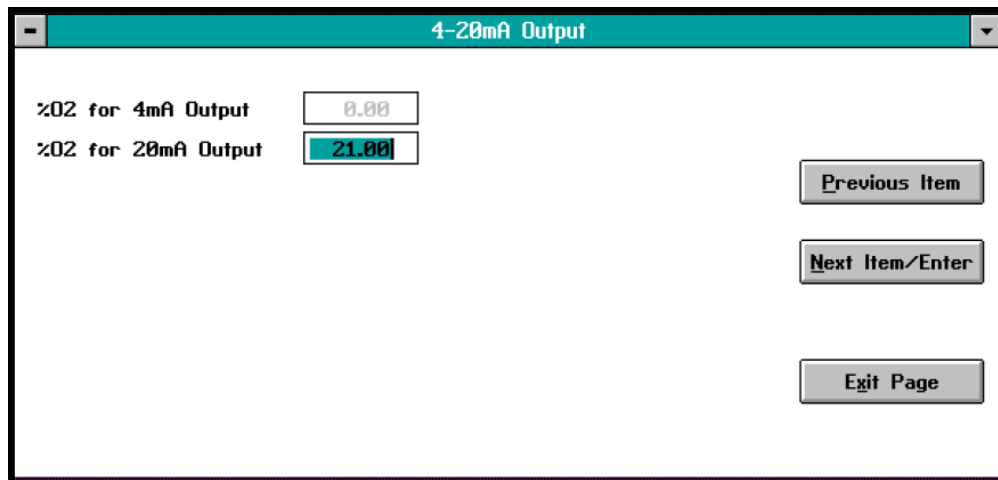 4-20mA Output
%O2 for 4mA Output 0.00
%O2 for 20mA Output 21.00
Previous Item
Next Item/Enter
Exit Page